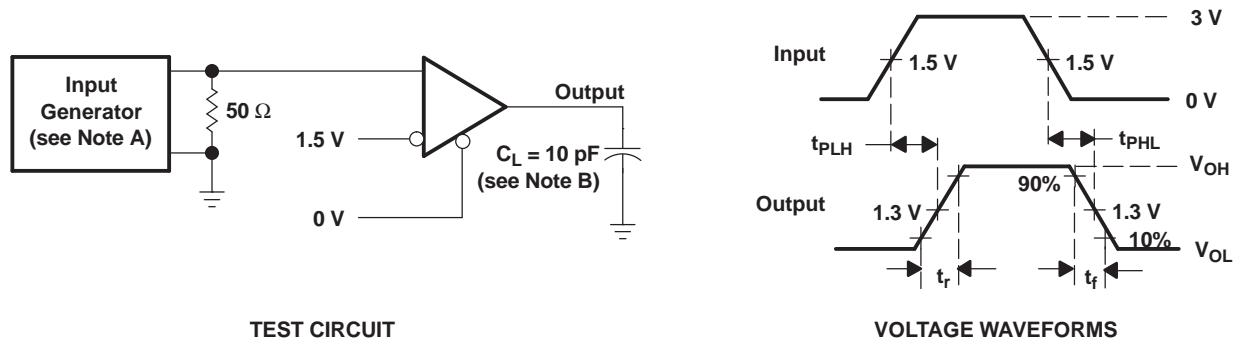 Input
Generator
(see Note A)
50 Ω
1.5 V
0 V
Output
C_L = 10 pF
(see Note B)
TEST CIRCUIT
3 V
Input
1.5 V
1.5 V
0 V
t_PLH
t_PHL
V_OH
90%
Output
1.3 V
1.3 V
10%
V_OL
t_r
t_f
VOLTAGE WAVEFORMS